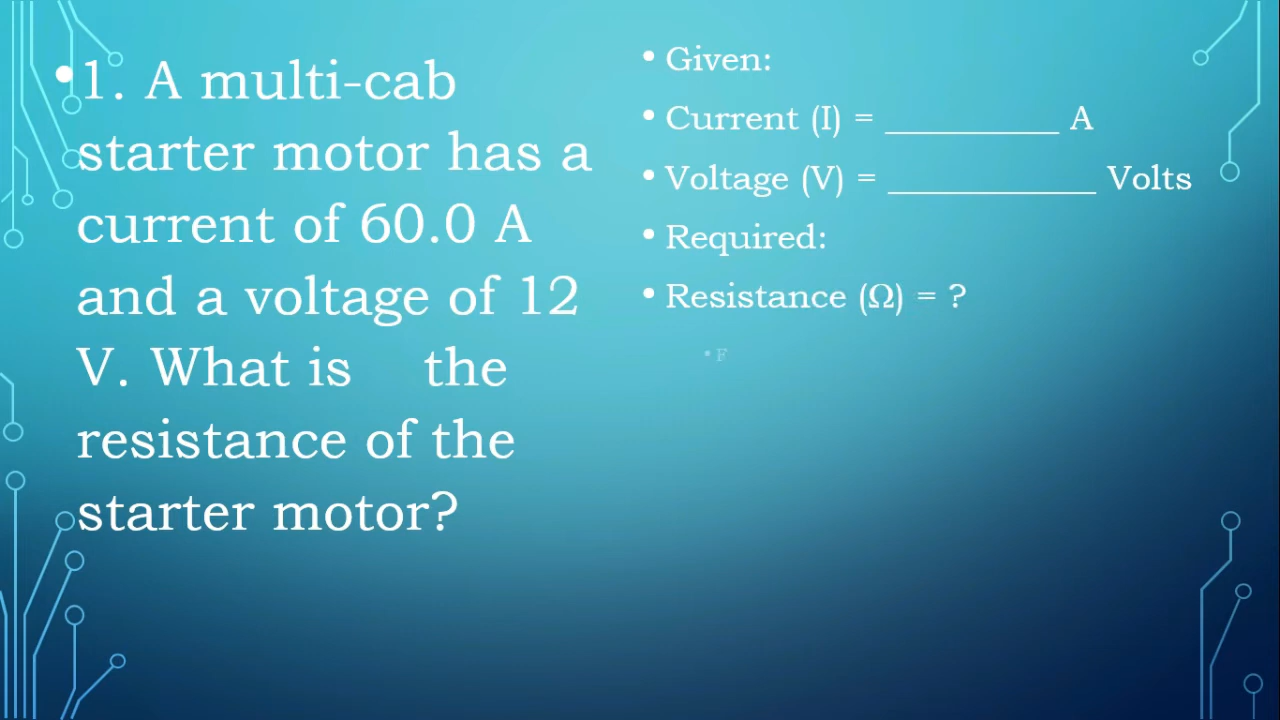 • 1. A multi-cab
starter motor has a
current of 60.0 A
and a voltage of 12
V. What is    the
resistance of the
starter motor?
• Given:
• Current (I) = __________ A
• Voltage (V) = ____________ Volts
• Required:
• Resistance (Ω) = ?
• F